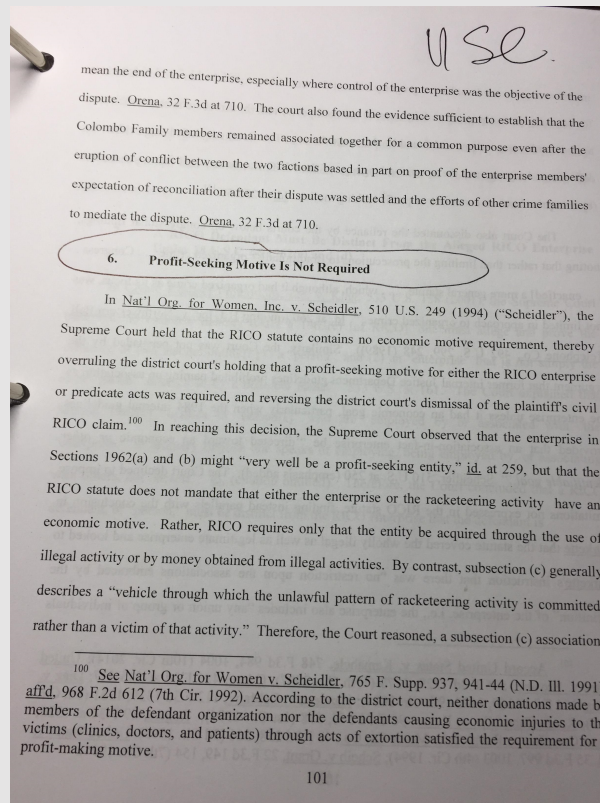 use.
mean the end of the enterprise, especially where control of the enterprise was the objective of the
dispute. Orena, 32 F.3d at 710. The court also found the evidence sufficient to establish that the
Colombo Family members remained associated together for a common purpose even after the
eruption of conflict between the two factions based in part on proof of the enterprise members'
expectation of reconciliation after their dispute was settled and the efforts of other crime families
to mediate the dispute. Orena, 32 F.3d at 710.
6. Profit-Seeking Motive Is Not Required
In Nat'l Org. for Women, Inc. v. Scheidler, 510 U.S. 249 (1994) ("Scheidler"), the
Supreme Court held that the RICO statute contains no economic motive requirement, thereby
overruling the district court's holding that a profit-seeking motive for either the RICO enterprise
or predicate acts was required, and reversing the district court's dismissal of the plaintiff's civil
RICO claim.100 In reaching this decision, the Supreme Court observed that the enterprise in
Sections 1962(a) and (b) might "very well be a profit-seeking entity," id. at 259, but that the
RICO statute does not mandate that either the enterprise or the racketeering activity have an
economic motive. Rather, RICO requires only that the entity be acquired through the use of
illegal activity or by money obtained from illegal activities. By contrast, subsection (c) generally
describes a "vehicle through which the unlawful pattern of racketeering activity is committed
rather than a victim of that activity." Therefore, the Court reasoned, a subsection (c) association
100 See Nat'l Org. for Women v. Scheidler, 765 F. Supp. 937, 941-44 (N.D. Ill. 1991
aff'd, 968 F.2d 612 (7th Cir. 1992). According to the district court, neither donations made b
members of the defendant organization nor the defendants causing economic injuries to th
victims (clinics, doctors, and patients) through acts of extortion satisfied the requirement for
profit-making motive.
101